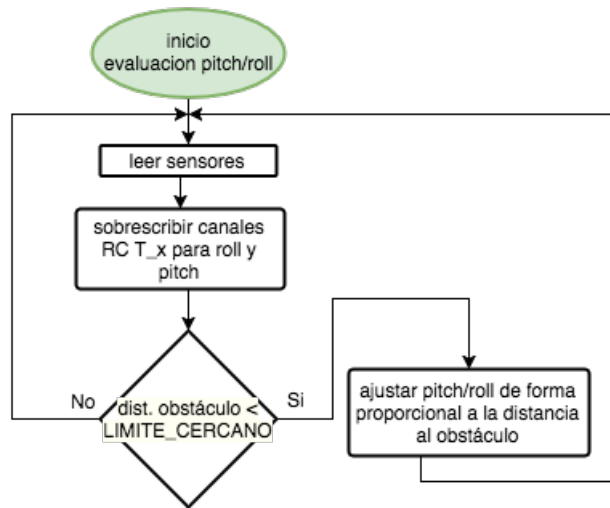 inicio
evaluacion pitch/roll
leer sensores
sobrescribir canales
RC T_x para roll y
pitch
No
dist. obstáculo <
LIMITE_CERCANO
Si
ajustar pitch/roll de forma
proporcional a la distancia
al obstáculo